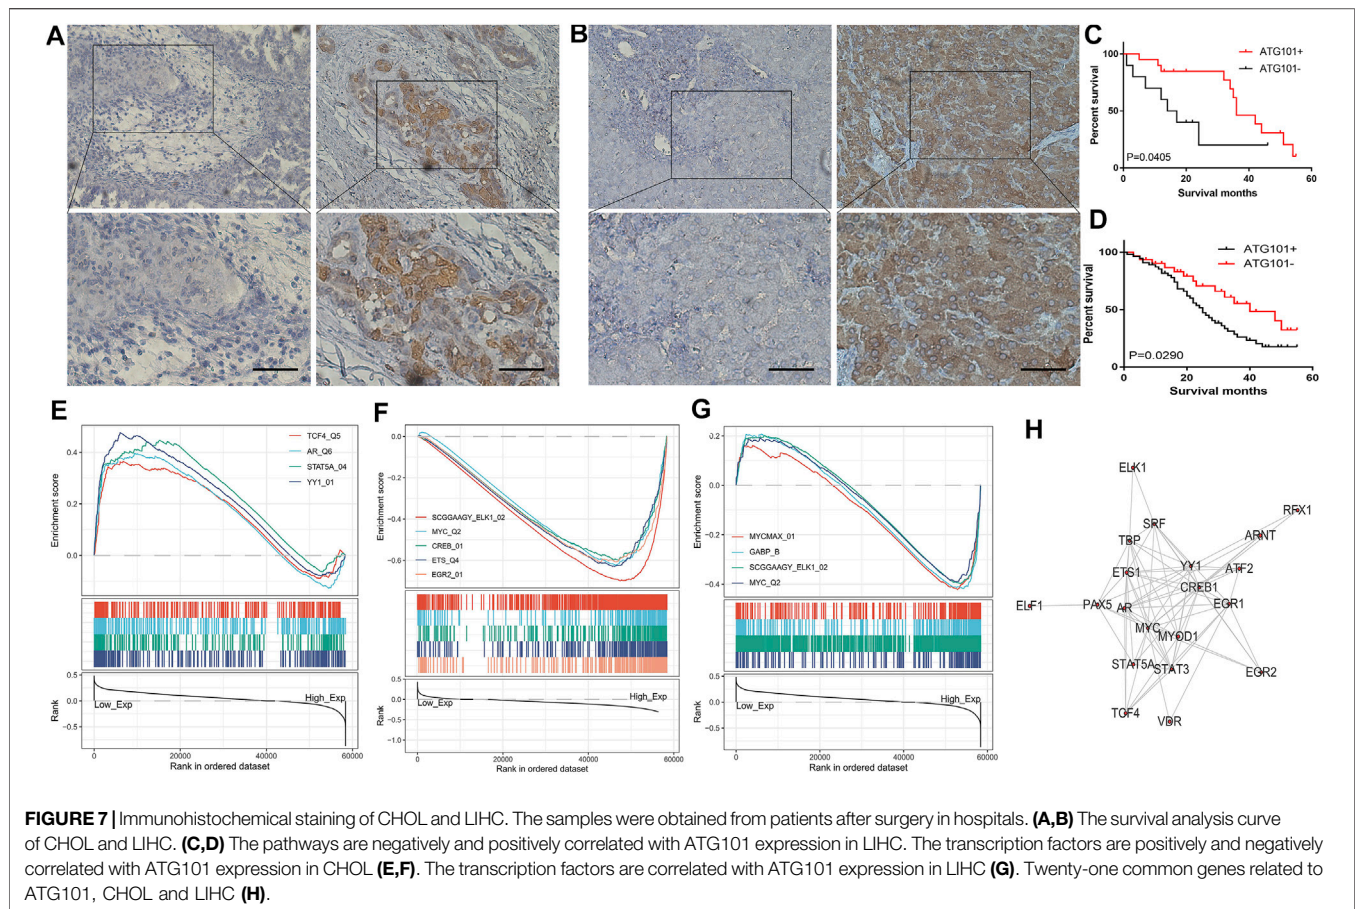 A
B
C
ATG101+
ATG101-
100
50
0
Percent survival
P=0.0405
0 20 40 60
Survival months
D
ATG101+
ATG101-
100
50
0
Percent survival
P=0.0290
0 20 40 60
Survival months
E
TCF4_Q5
AR_Q6
STAT5A_04
YY1_01
0.4
0.2
0.0
Enrichment score
0.5
0.0
−0.5
Rank
Low_Exp
High_Exp
0 20000 40000 60000
Rank in ordered dataset
F
SCGGAAGY_ELK1_02
MYC_Q2
CREB_01
ETS_Q4
EGR2_01
0.0
−0.2
−0.4
−0.6
Enrichment score
0.5
0.0
−0.5
−1.0
Rank
Low_Exp
High_Exp
0 20000 40000 60000
Rank in ordered dataset
G
MYCMAX_01
GABP_B
SCGGAAGY_ELK1_02
MYC_Q2
0.2
0.0
−0.2
−0.4
Enrichment score
0.5
0.0
−0.5
Rank
Low_Exp
High_Exp
0 20000 40000 60000
Rank in ordered dataset
H
ELK1
RFX1
SRF
ARNT
TBP
YY1
ATF2
ETS1
CREB1
ELF1
PAX5
AR
EGR1
MYC
MYOD1
STAT5A
STAT3
EGR2
TCF4
VDR
FIGURE 7 | Immunohistochemical staining of CHOL and LIHC. The samples were obtained from patients after surgery in hospitals. (A,B) The survival analysis curve
of CHOL and LIHC. (C,D) The pathways are negatively and positively correlated with ATG101 expression in LIHC. The transcription factors are positively and negatively
correlated with ATG101 expression in CHOL (E,F). The transcription factors are correlated with ATG101 expression in LIHC (G). Twenty-one common genes related to
ATG101, CHOL and LIHC (H).